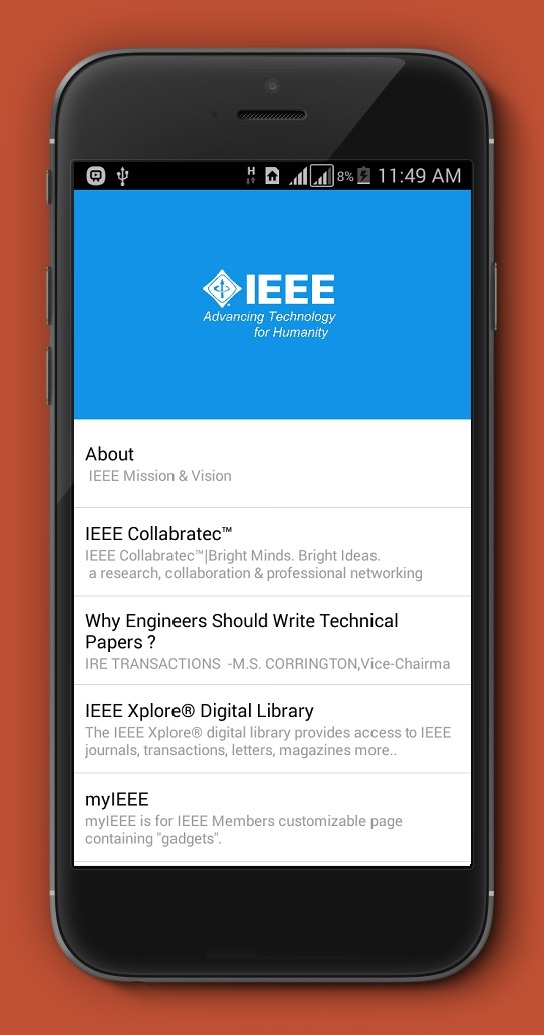 H
8%
11:49 AM
IEEE
Advancing Technology
for Humanity
About
IEEE Mission & Vision
IEEE Collabratec™
IEEE Collabratec™|Bright Minds. Bright Ideas.
a research, collaboration & professional networking
Why Engineers Should Write Technical
Papers ?
IRE TRANSACTIONS -M.S. CORRINGTON,Vice-Chairma
IEEE Xplore® Digital Library
The IEEE Xplore® digital library provides access to IEEE
journals, transactions, letters, magazines more..
myIEEE
myIEEE is for IEEE Members customizable page
containing "gadgets".